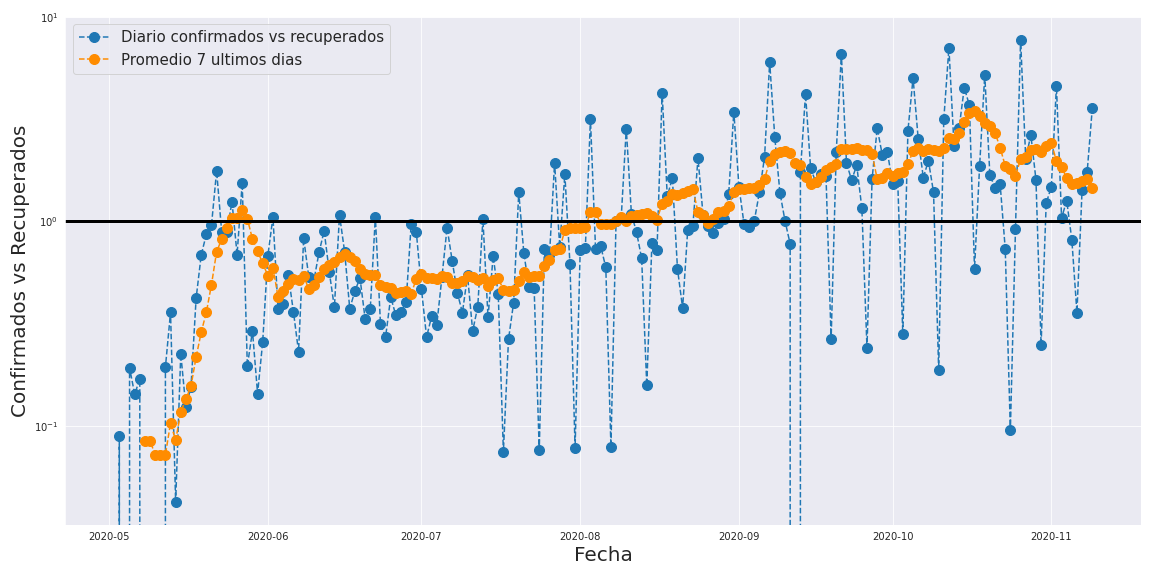 Diario confirmados vs recuperados
Promedio 7 ultimos dias
Confirmados vs Recuperados
10¹
10⁰
10⁻¹
2020-05
2020-06
2020-07
2020-08
2020-09
2020-10
2020-11
Fecha